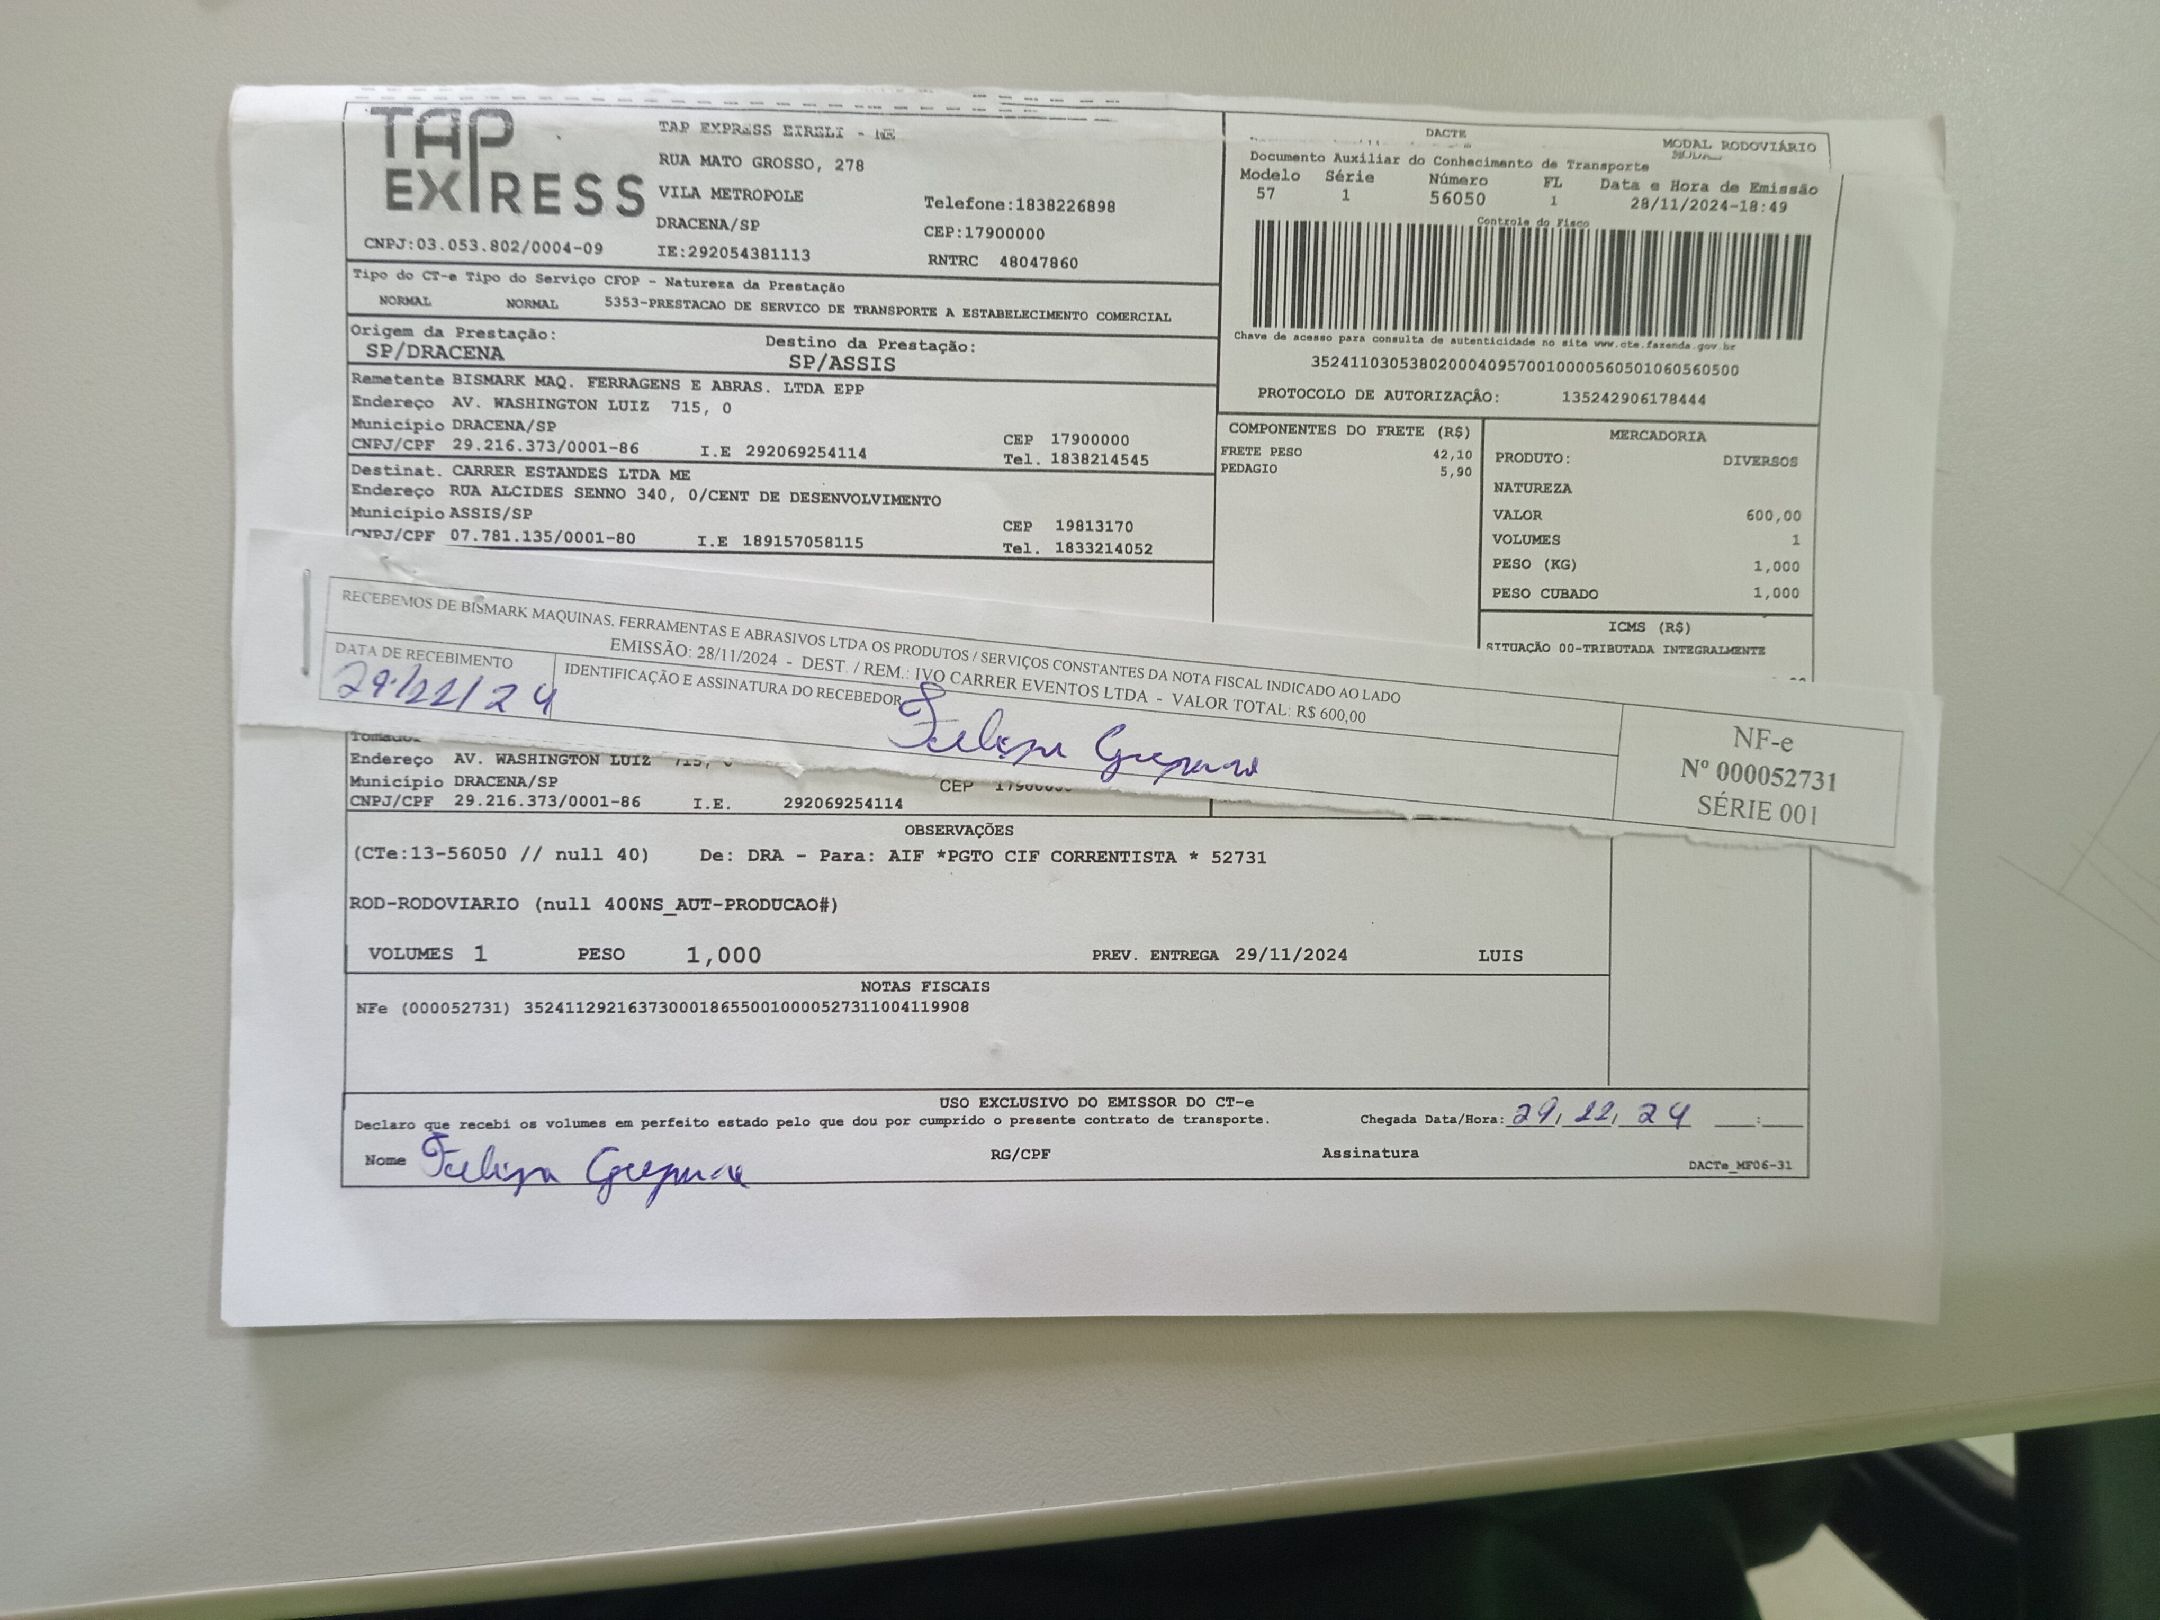 TAP
EXPRESS
TAP EXPRESS EIRELI - ME
RUA MATO GROSSO, 278
VILA METROPOLE
DRACENA/SP
IE:292054381113
Telefone:1838226898
CEP:17900000
RNTRC 48047860
CNPJ:03.053.802/0004-09
DACTE
MODAL RODOVIÁRIO
Documento Auxiliar do Conhecimento de Transporte
Modelo Série Número FL Data e Hora de Emissão
57 1 56050 1 28/11/2024-18:49
Controle do Fisco
Chave de acesso para consulta de autenticidade no site www.cte.fazenda.gov.br
35241103053802000409570010000560501060560500
PROTOCOLO DE AUTORIZAÇÃO: 135242906178444
Tipo do CT-e Tipo do Serviço CFOP - Natureza da Prestação
NORMAL NORMAL 5353-PRESTACAO DE SERVICO DE TRANSPORTE A ESTABELECIMENTO COMERCIAL
Origem da Prestação: Destino da Prestação:
SP/DRACENA SP/ASSIS
Remetente BISMARK MAQ. FERRAGENS E ABRAS. LTDA EPP
Endereço AV. WASHINGTON LUIZ 715, 0
Município DRACENA/SP CEP 17900000
CNPJ/CPF 29.216.373/0001-86 I.E 292069254114 Tel. 1838214545
Destinat. CARRER ESTANDES LTDA ME
Endereço RUA ALCIDES SENNO 340, 0/CENT DE DESENVOLVIMENTO
Município ASSIS/SP CEP 19813170
CNPJ/CPF 07.781.135/0001-80 I.E 189157058115 Tel. 1833214052
COMPONENTES DO FRETE (R$)
FRETE PESO 42,10
PEDAGIO 5,90
MERCADORIA
PRODUTO: DIVERSOS
NATUREZA
VALOR 600,00
VOLUMES 1
PESO (KG) 1,000
PESO CUBADO 1,000
ICMS (R$)
SITUAÇÃO 00-TRIBUTADA INTEGRALMENTE
RECEBEMOS DE BISMARK MAQUINAS, FERRAMENTAS E ABRASIVOS LTDA OS PRODUTOS / SERVIÇOS CONSTANTES DA NOTA FISCAL INDICADO AO LADO
EMISSÃO: 28/11/2024 - DEST. / REM.: IVO CARRER EVENTOS LTDA - VALOR TOTAL: R$ 600,00
DATA DE RECEBIMENTO
IDENTIFICAÇÃO E ASSINATURA DO RECEBEDOR
NF-e
Nº 000052731
SÉRIE 001
Tomador
Endereço AV. WASHINGTON LUIZ 715, 0
Município DRACENA/SP CEP
CNPJ/CPF 29.216.373/0001-86 I.E. 292069254114
OBSERVAÇÕES
(CTe:13-56050 // null 40) De: DRA - Para: AIF *PGTO CIF CORRENTISTA * 52731
ROD-RODOVIARIO (null 400NS_AUT-PRODUCAO#)
VOLUMES 1 PESO 1,000 PREV. ENTREGA 29/11/2024 LUIS
NOTAS FISCAIS
NFe (000052731) 35241129216373000186550010000527311004119908
USO EXCLUSIVO DO EMISSOR DO CT-e
Declaro que recebi os volumes em perfeito estado pelo que dou por cumprido o presente contrato de transporte. Chegada Data/Hora:
Nome RG/CPF Assinatura
DACTe_MF06-31